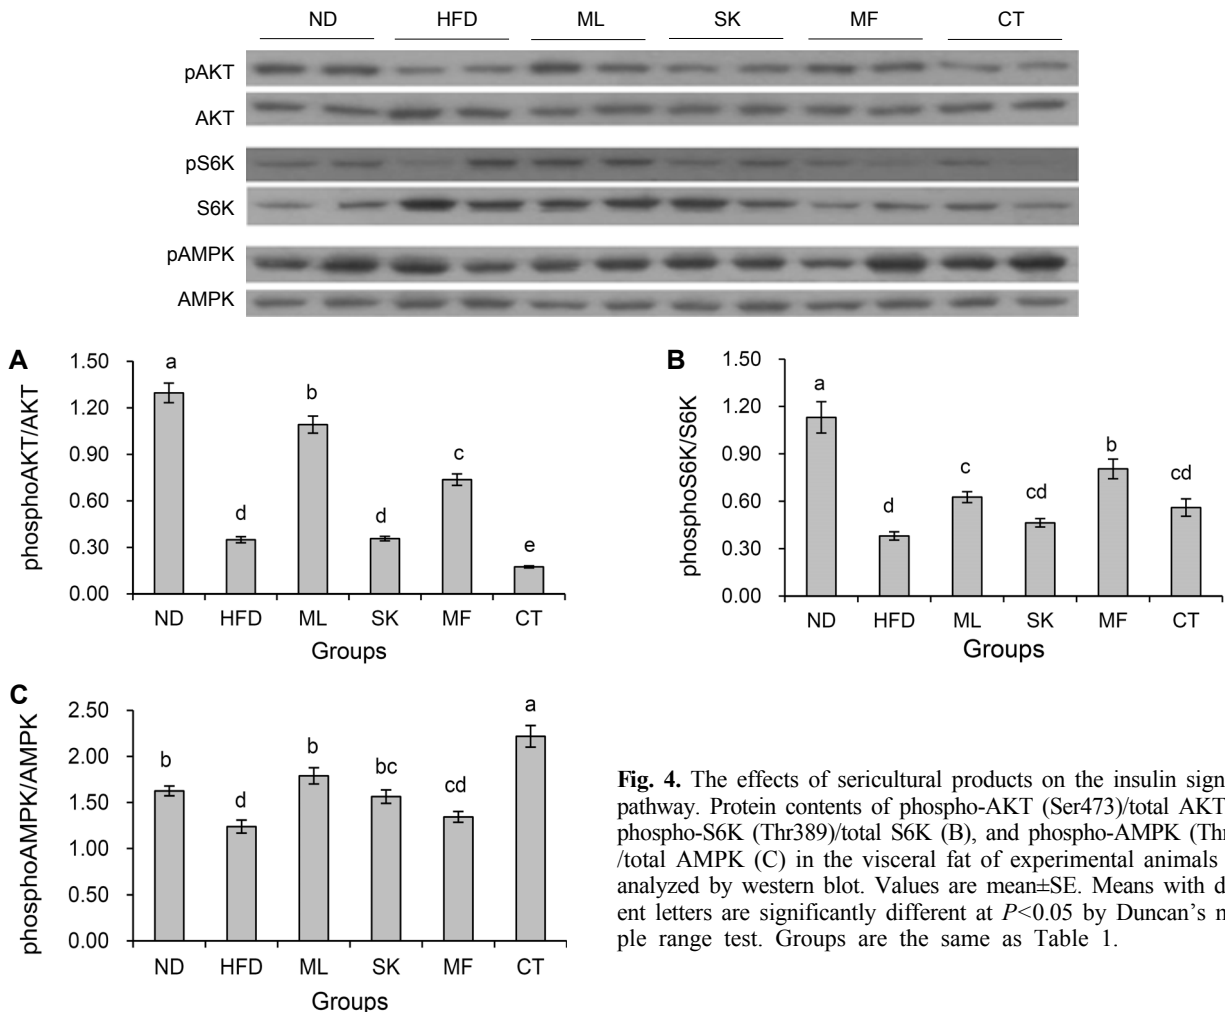 ND HFD ML SK MF CT
pAKT
AKT
pS6K
S6K
pAMPK
AMPK
A
phosphoAKT/AKT
1.50
1.20
0.90
0.60
0.30
0.00
a
d
b
d
c
e
ND HFD ML SK MF CT
Groups
B
phosphoS6K/S6K
1.50
1.20
0.90
0.60
0.30
0.00
a
d
c
cd
b
cd
ND HFD ML SK MF CT
Groups
C
phosphoAMPK/AMPK
2.50
2.00
1.50
1.00
0.50
0.00
b
d
b
bc
cd
a
ND HFD ML SK MF CT
Groups
Fig. 4. The effects of sericultural products on the insulin sign
pathway. Protein contents of phospho-AKT (Ser473)/total AKT
phospho-S6K (Thr389)/total S6K (B), and phospho-AMPK (Thr
/total AMPK (C) in the visceral fat of experimental animals
analyzed by western blot. Values are mean±SE. Means with d
ent letters are significantly different at P<0.05 by Duncan's
ple range test. Groups are the same as Table 1.